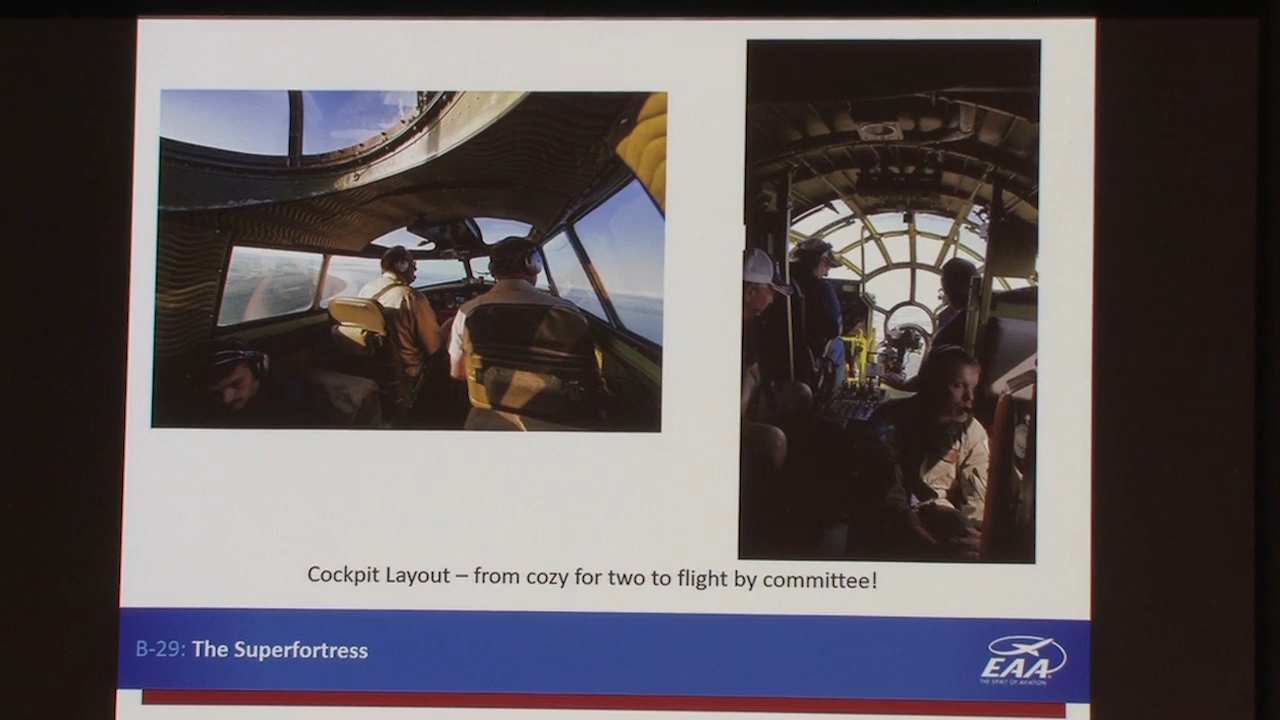 Cockpit Layout – from cozy for two to flight by committee!
B-29: The Superfortress
EAA
THE SPIRIT OF AVIATION